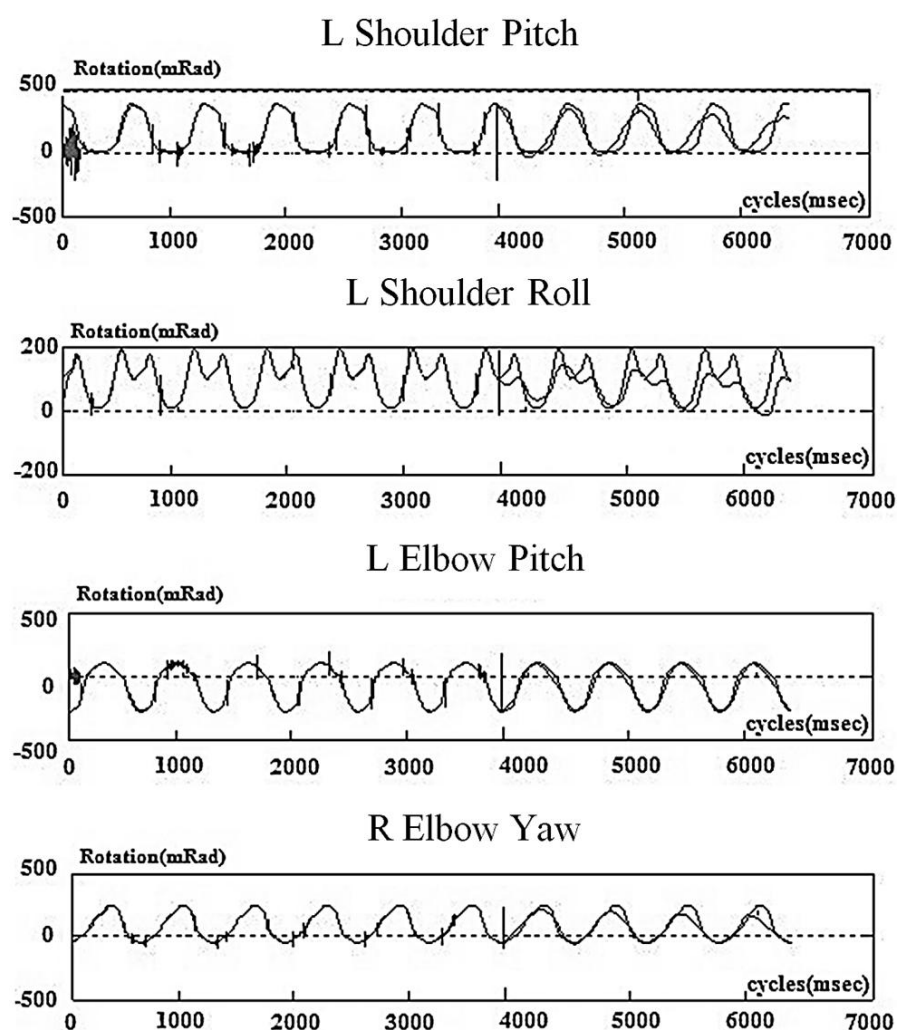 L Shoulder Pitch
Rotation(mRad)
500
0
-500
cycles(msec)
0 1000 2000 3000 4000 5000 6000 7000
L Shoulder Roll
Rotation(mRad)
200
0
-200
cycles(msec)
0 1000 2000 3000 4000 5000 6000 7000
L Elbow Pitch
Rotation(mRad)
500
0
-500
cycles(msec)
0 1000 2000 3000 4000 5000 6000 7000
R Elbow Yaw
Rotation(mRad)
500
0
-500
cycles(msec)
0 1000 2000 3000 4000 5000 6000 7000